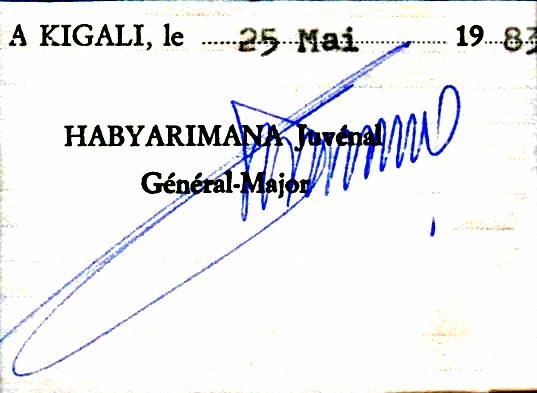 A KIGALI, le 25 Mai 1983
HABYARIMANA Juvénal
Général-Major